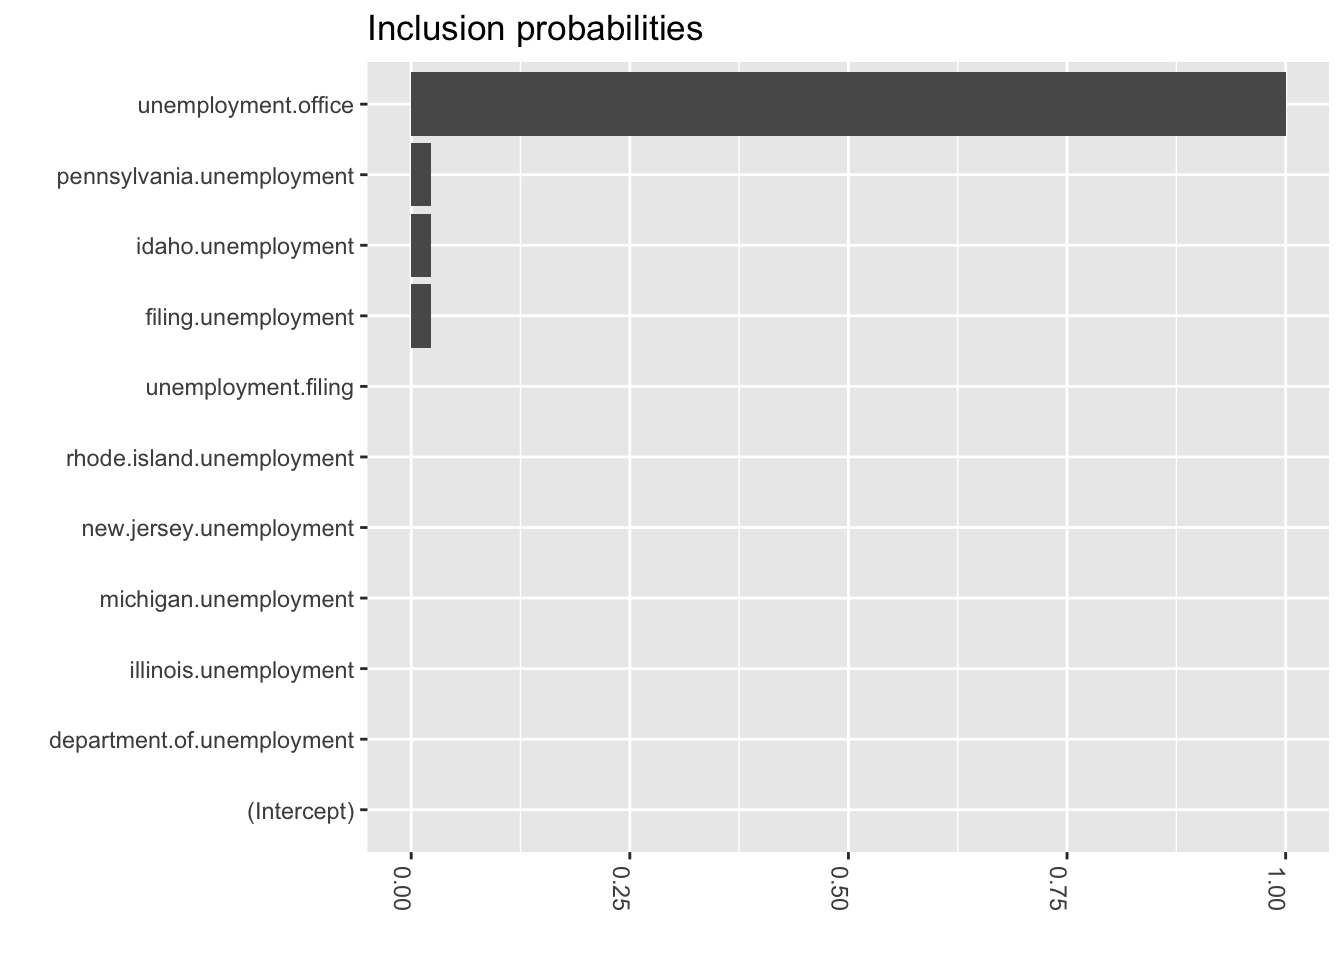 Inclusion probabilities
unemployment.office
pennsylvania.unemployment
idaho.unemployment
filing.unemployment
unemployment.filing
rhode.island.unemployment
new.jersey.unemployment
michigan.unemployment
illinois.unemployment
department.of.unemployment
(Intercept)
0.00
0.25
0.50
0.75
1.00